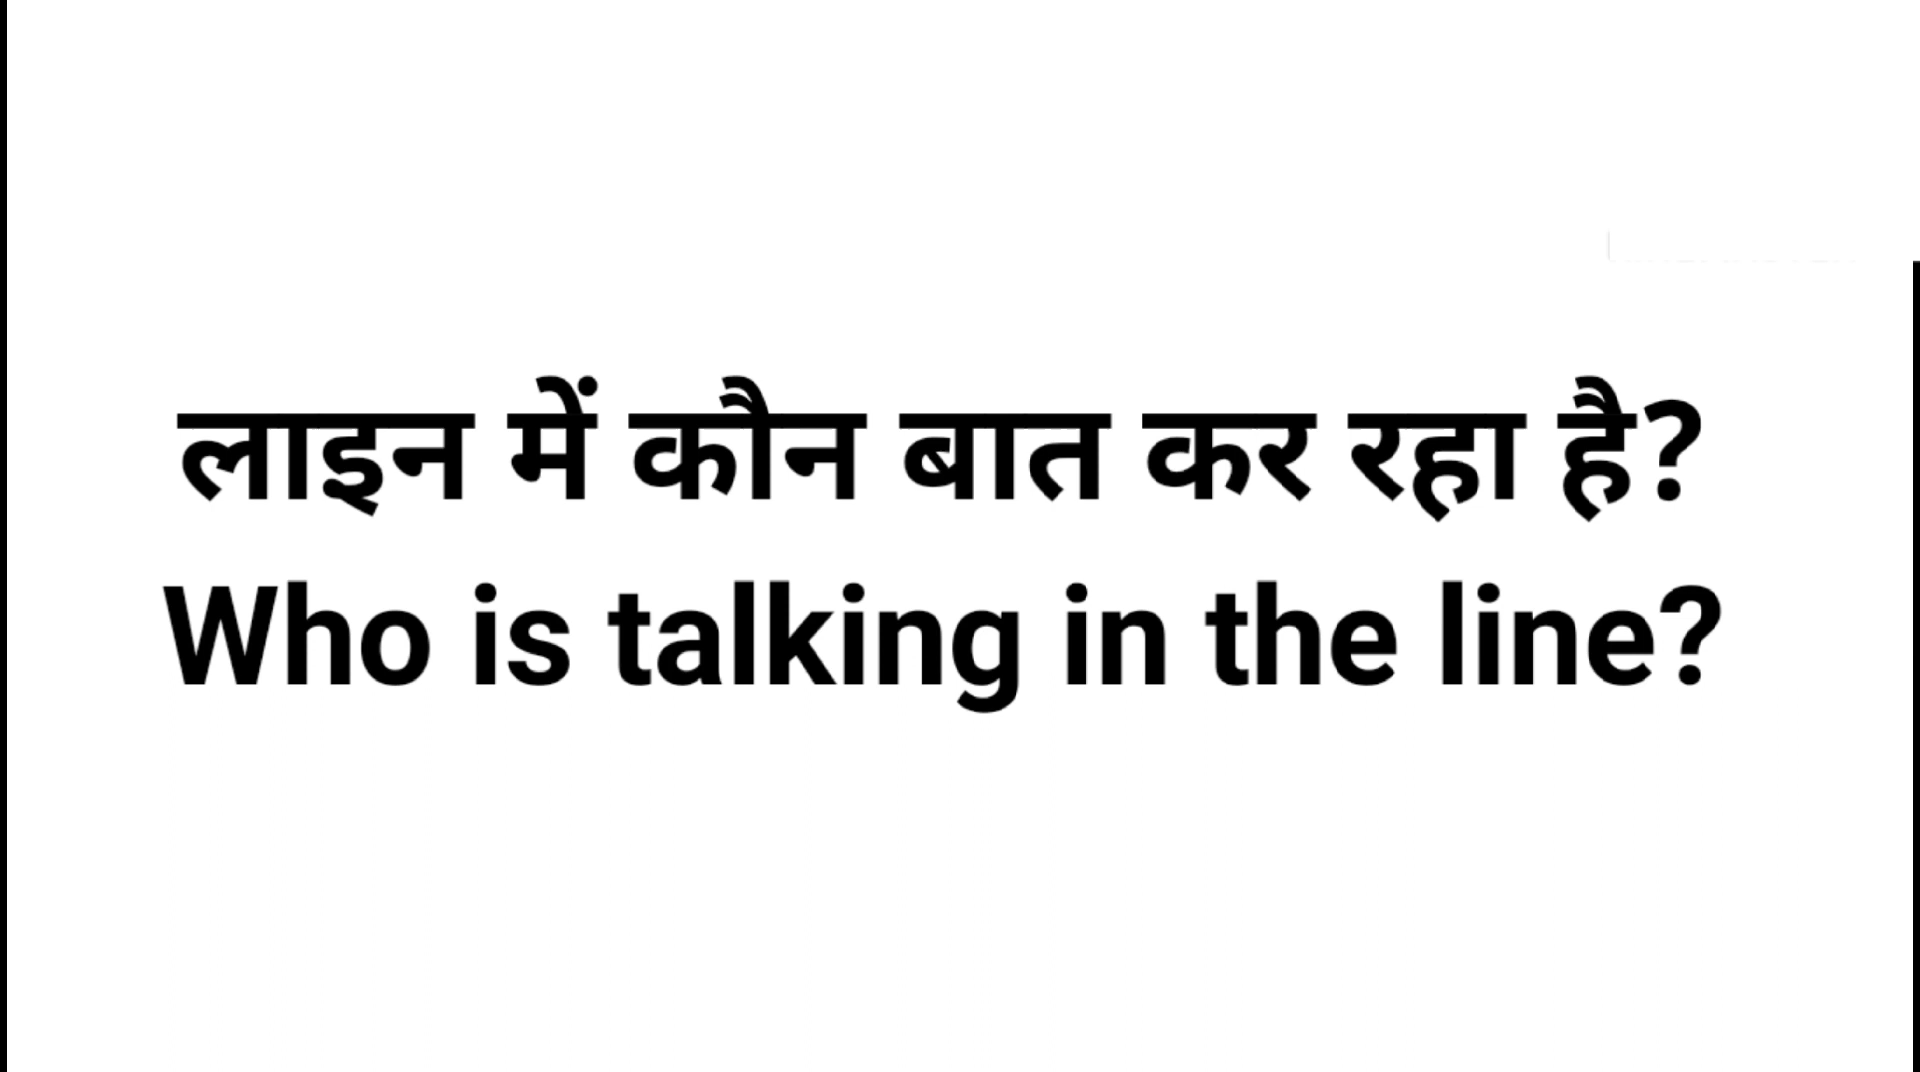 लाइन में कौन बात कर रहा है?
Who is talking in the line?